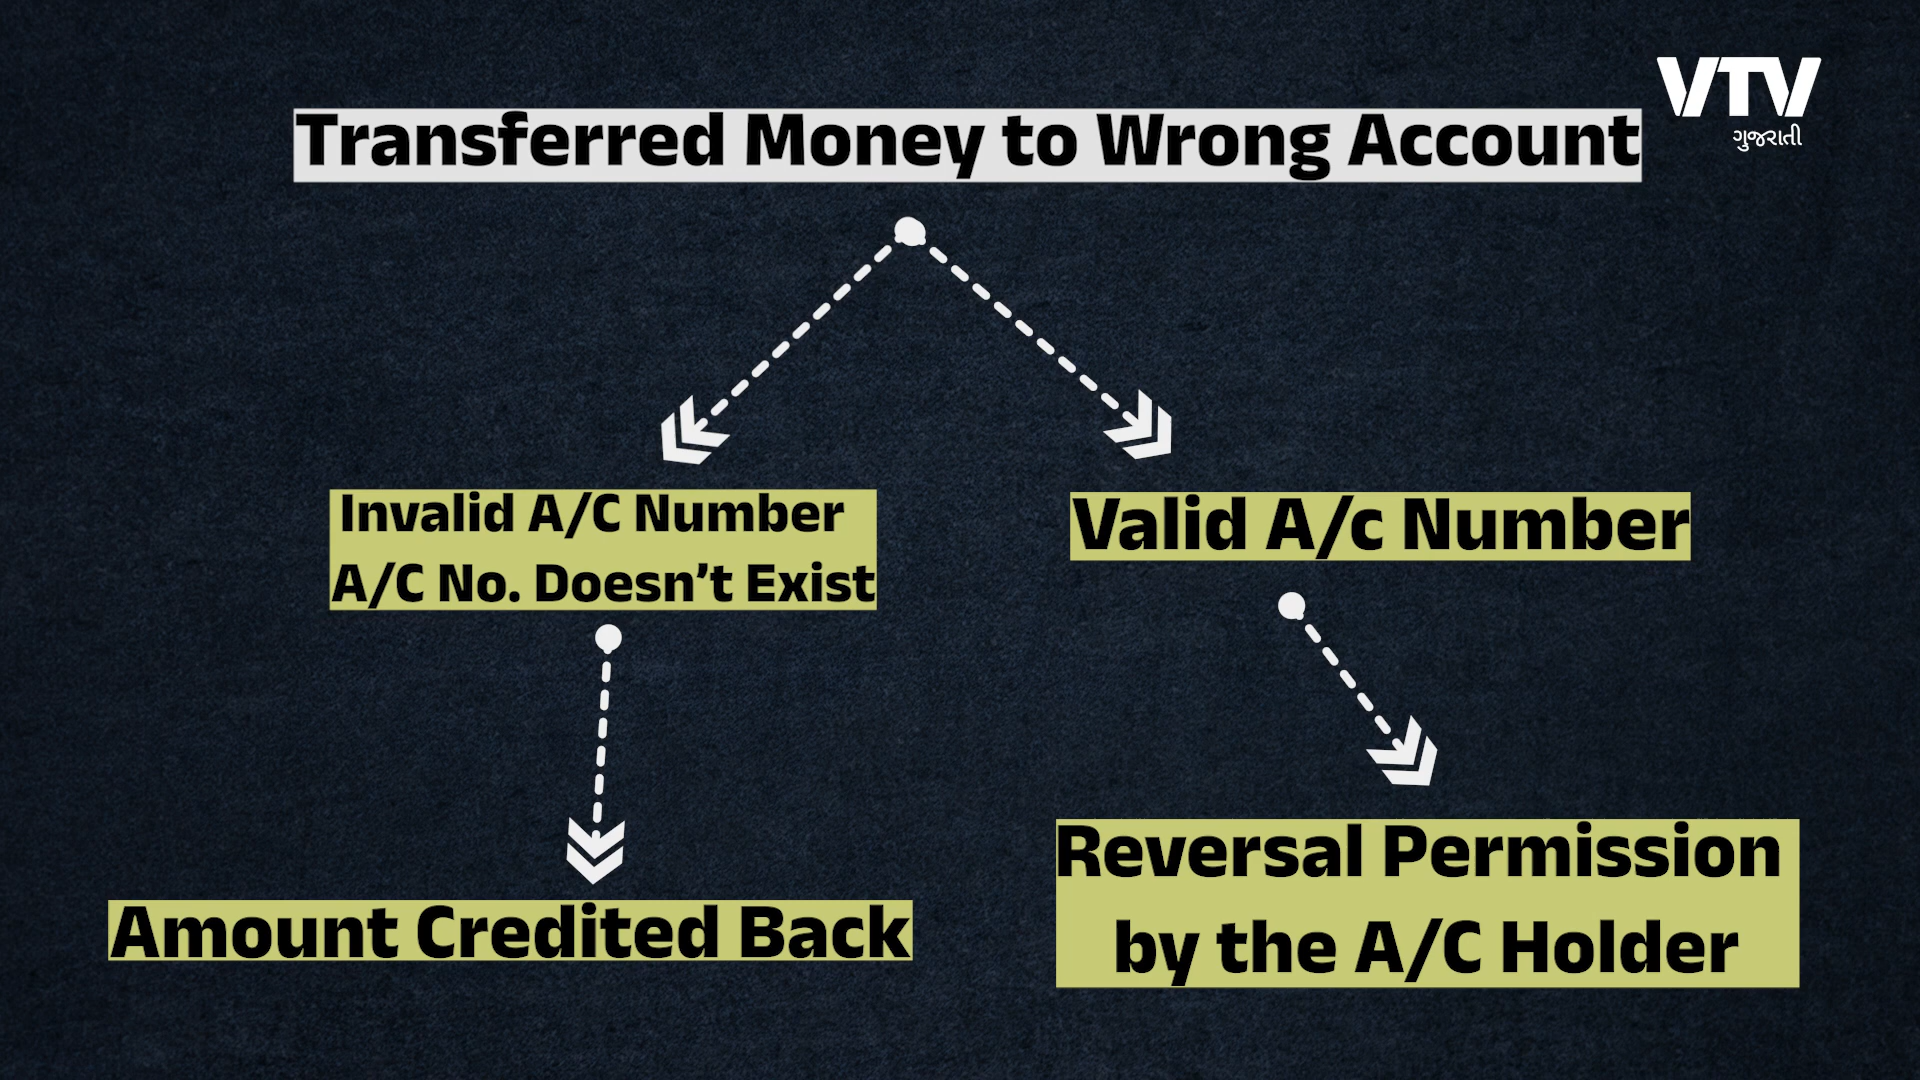 VTV
ગુજરાતી
Transferred Money to Wrong Account
Invalid A/C Number
A/C No. Doesn't Exist
Valid A/c Number
Amount Credited Back
Reversal Permission
by the A/C Holder